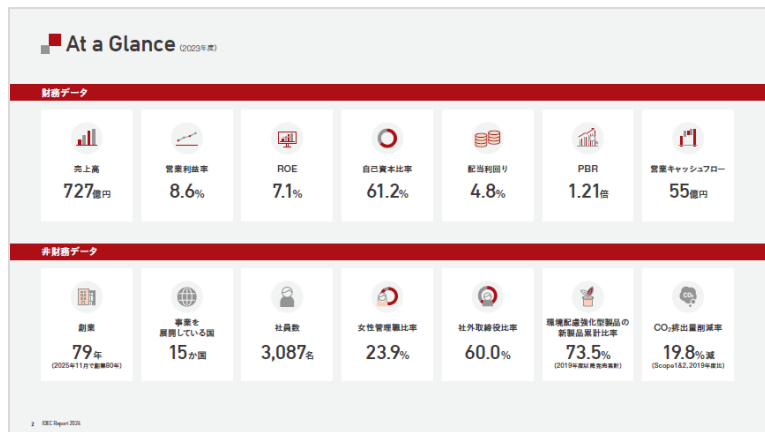 At a Glance (2023年度)
財務データ
売上高
727億円
営業利益率
8.6%
ROE
7.1%
自己資本比率
61.2%
配当利回り
4.8%
PBR
1.21倍
営業キャッシュフロー
55億円
非財務データ
創業
79年
(2025年11月で創業80年)
事業を
展開している国
15か国
社員数
3,087名
女性管理職比率
23.9%
社外取締役比率
60.0%
環境配慮強化型製品の
新製品累計比率
73.5%
(2019年度以降発売累計)
CO₂
CO₂排出量削減率
19.8%減
(Scope1&2、2019年度比)
2 IDEC Report 2024